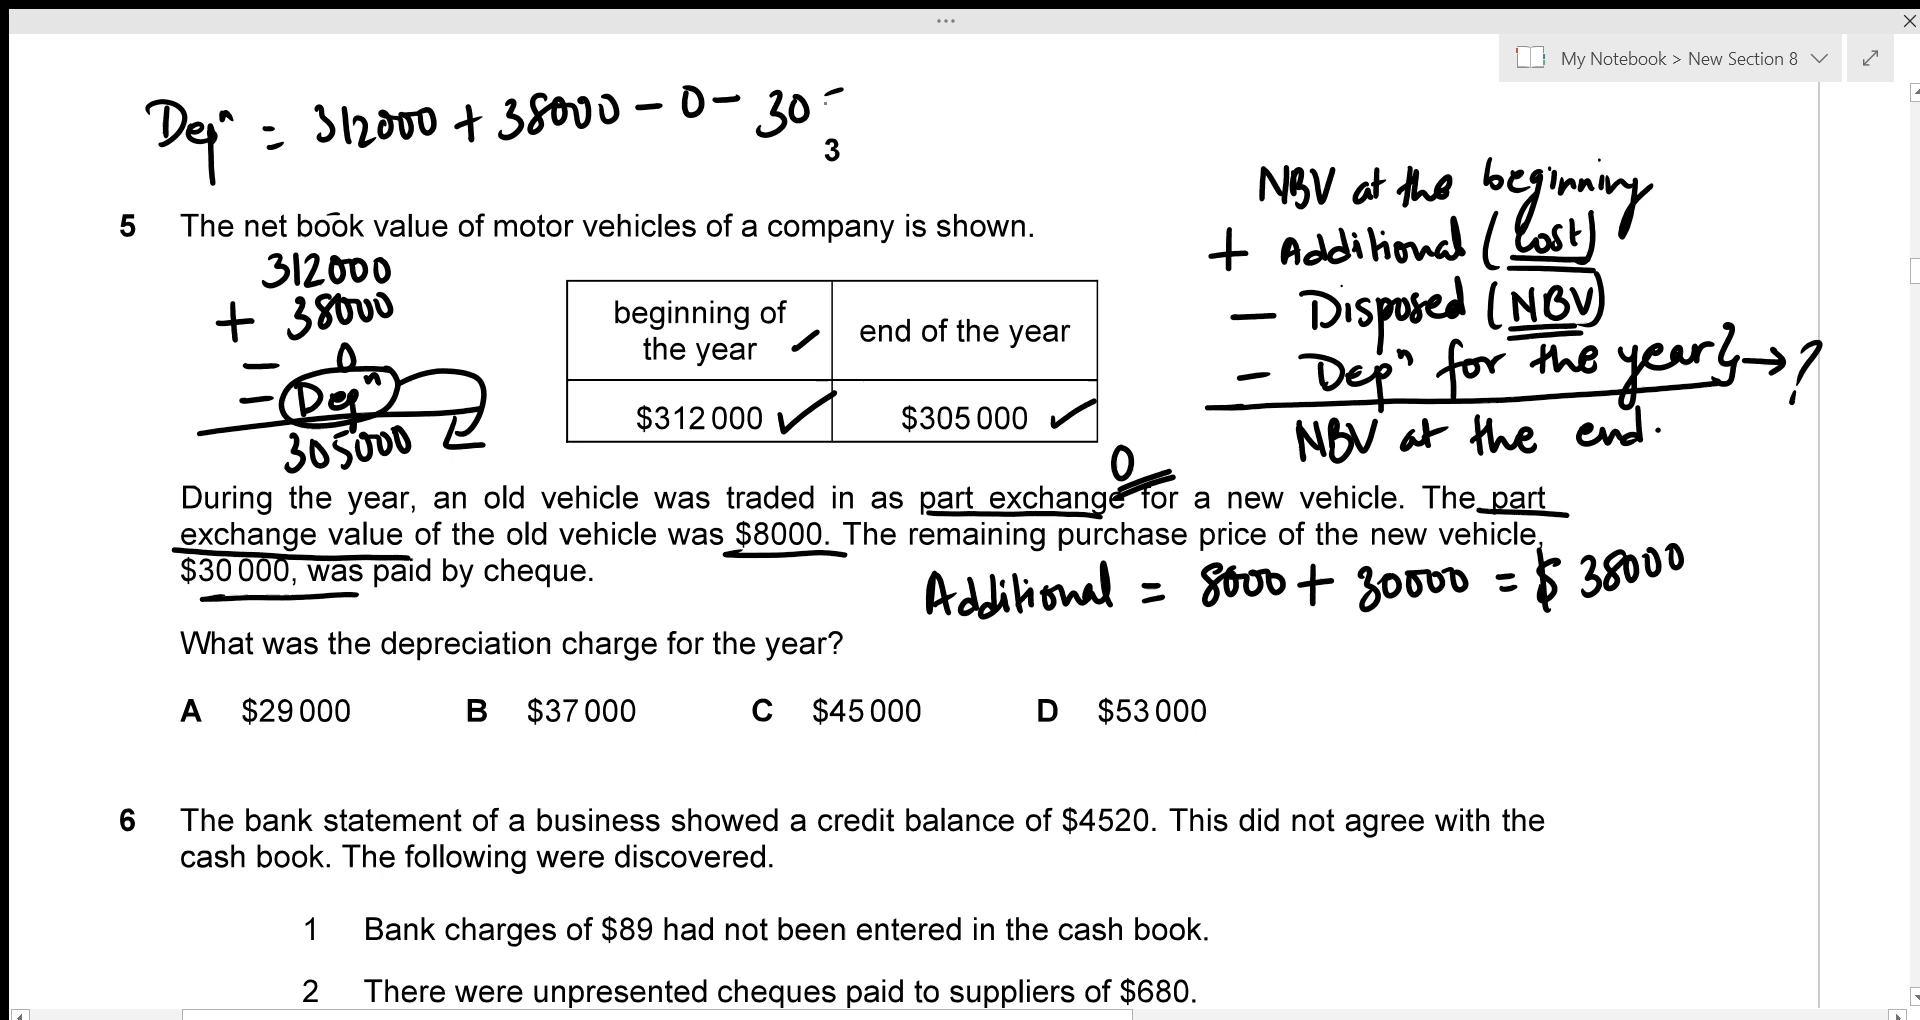 My Notebook > New Section 8
Depⁿ = 312000 + 38000 - 0 - 30
3
5 The net book value of motor vehicles of a company is shown.
312000
+ 38000
- 0
- Depⁿ
305000
beginning of the year
end of the year
$312 000
$305 000
NBV at the beginning
+ Additional (cost)
- Disposed (NBV)
- Depⁿ for the year} → ?
NBV at the end.
0
During the year, an old vehicle was traded in as part exchange for a new vehicle. The part
exchange value of the old vehicle was $8000. The remaining purchase price of the new vehicle,
$30 000, was paid by cheque.
Additional = 8000 + 30000 = $ 38000
What was the depreciation charge for the year?
A $29 000 B $37 000 C $45 000 D $53 000
6 The bank statement of a business showed a credit balance of $4520. This did not agree with the
cash book. The following were discovered.
1 Bank charges of $89 had not been entered in the cash book.
2 There were unpresented cheques paid to suppliers of $680.